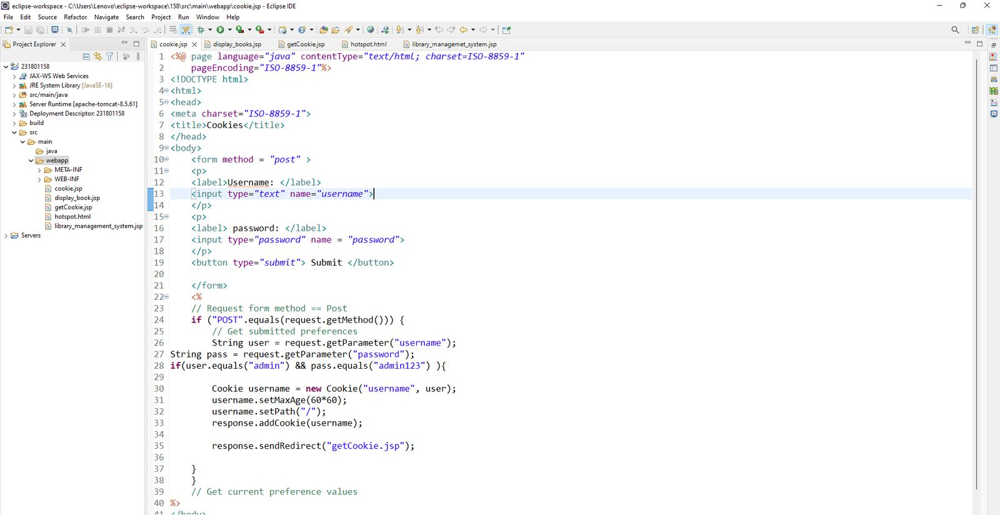 eclipse-workspace - C:\Users\Lenovo\eclipse-workspace\158\src\main\webapp\cookie.jsp - Eclipse IDE
File Edit Source Refactor Navigate Search Project Run Window Help
Project Explorer
cookie.jsp display_books.jsp getCookie.jsp hotspot.html library_managemet_system.jsp
231801158
JAX-WS Web Services
JRE System Library [JavaSE-16]
src/main/java
Server Runtime [apache-tomcat-8.5.61]
Deployment Descriptor: 231801158
build
src
main
java
webapp
META-INF
WEB-INF
cookie.jsp
display_book.jsp
getCookie.jsp
hotspot.html
library_management_system.jsp
Servers
1 <%@ page language="java" contentType="text/html; charset=ISO-8859-1"
2     pageEncoding="ISO-8859-1"%>
3 <!DOCTYPE html>
4 <html>
5 <head>
6 <meta charset="ISO-8859-1">
7 <title>Cookies</title>
8 </head>
9 <body>
10     <form method = "post" >
11     <p>
12     <label>Username: </label>
13     <input type="text" name="username">
14     </p>
15     <p>
16     <label> password: </label>
17     <input type="password" name = "password">
18     </p>
19     <button type="submit"> Submit </button>
20
21     </form>
22     <%
23     // Request form method == Post
24     if ("POST".equals(request.getMethod())) {
25         // Get submitted preferences
26         String user = request.getParameter("username");
27 String pass = request.getParameter("password");
28 if(user.equals("admin") && pass.equals("admin123") ){
29
30         Cookie username = new Cookie("username", user);
31         username.setMaxAge(60*60);
32         username.setPath("/");
33         response.addCookie(username);
34
35         response.sendRedirect("getCookie.jsp");
36
37     }
38     }
39     // Get current preference values
40 %>
41 </body>